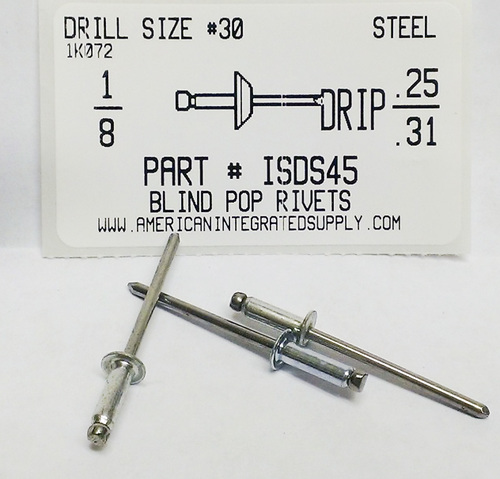 DRILL SIZE #30 STEEL
1K072
1/8 DRIP .25/.31
PART # ISDS45
BLIND POP RIVETS
WWW.AMERICANINTEGRATEDSUPPLY.COM